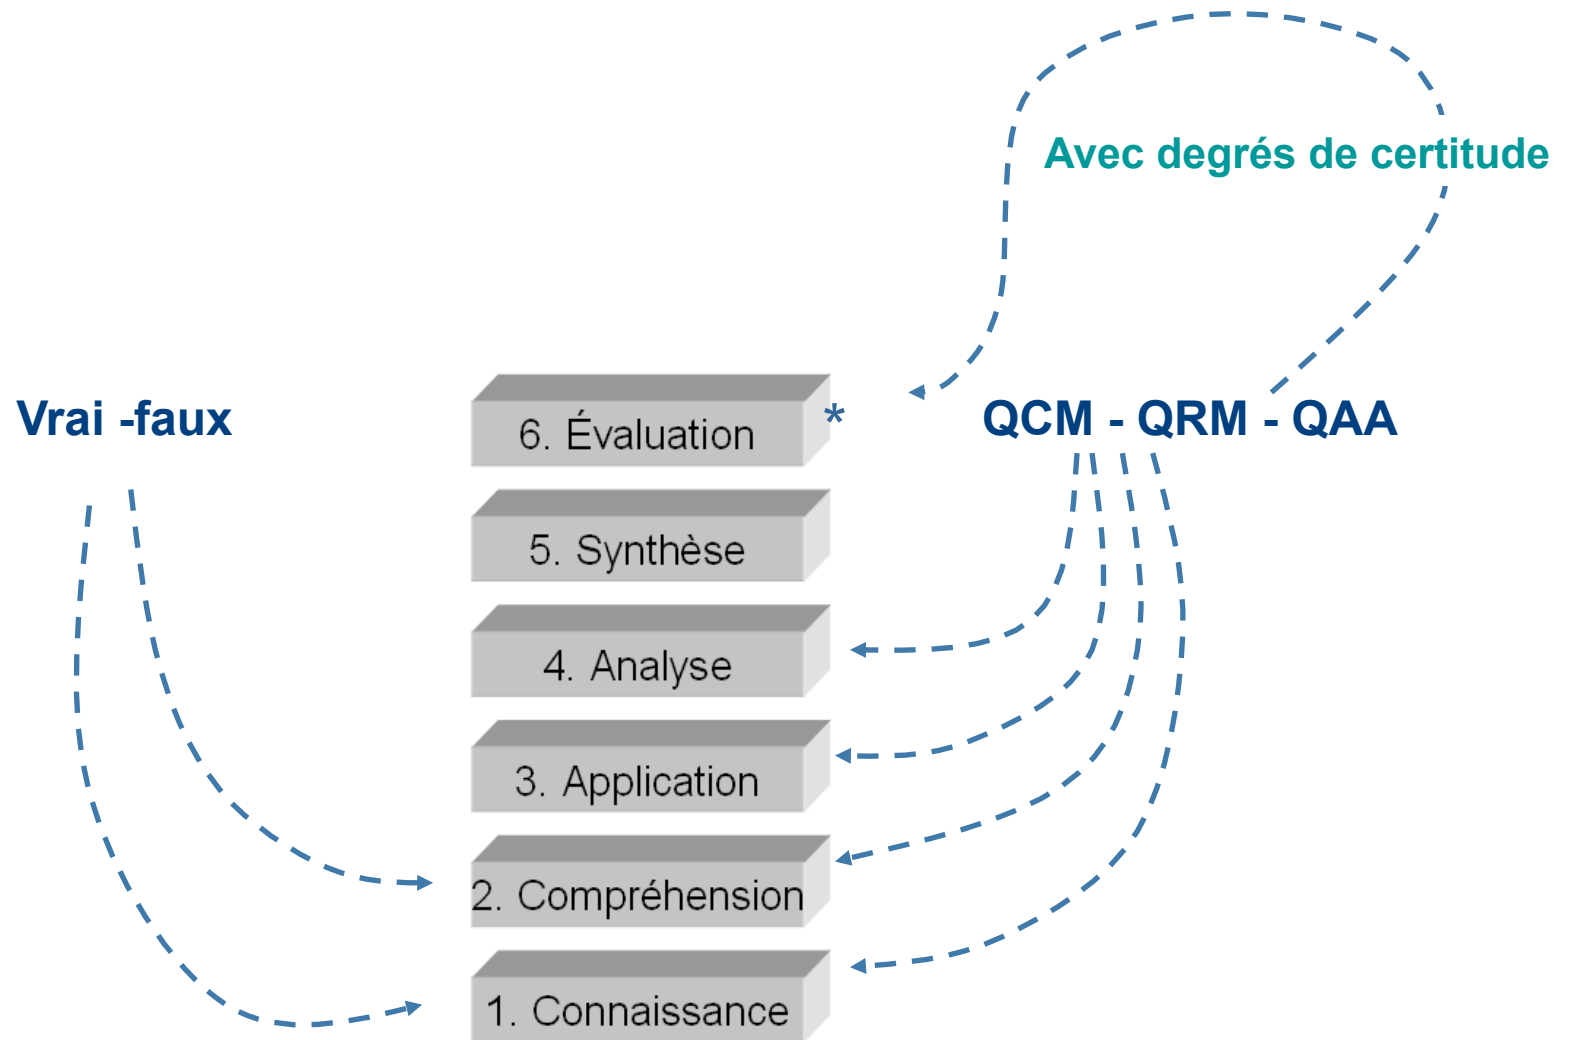 Avec degrés de certitude
Vrai -faux
6. Évaluation
*
QCM - QRM - QAA
5. Synthèse
4. Analyse
3. Application
2. Compréhension
1. Connaissance